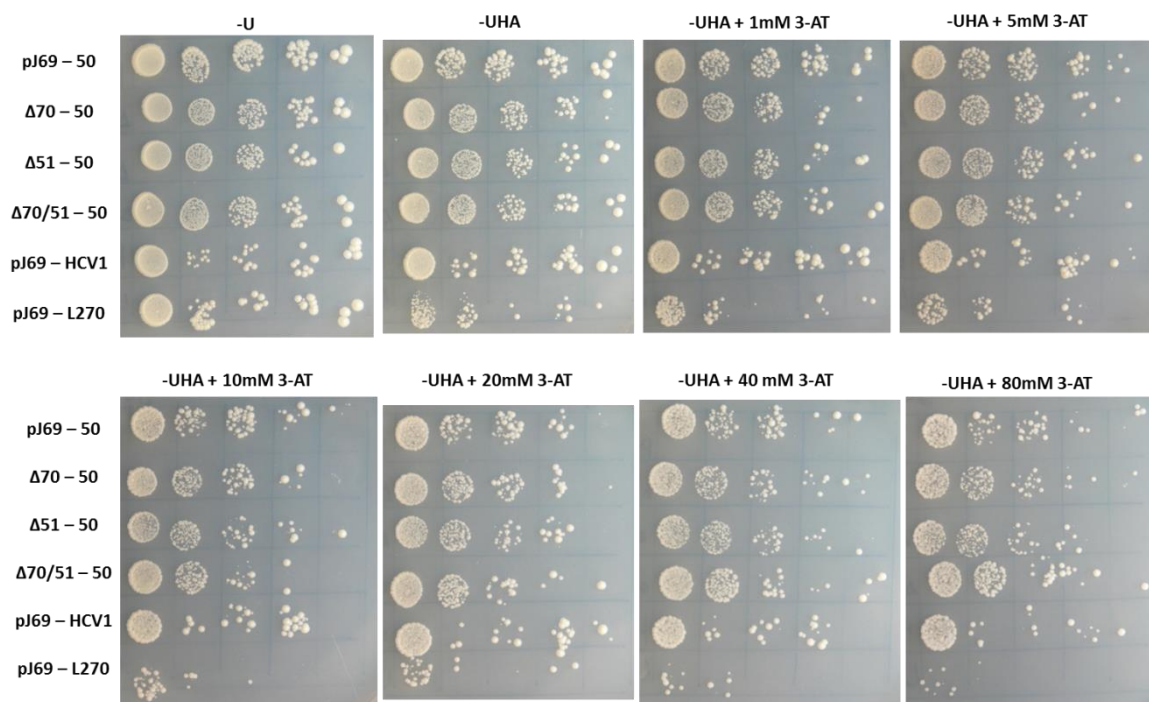 -U -UHA -UHA + 1mM 3-AT -UHA + 5mM 3-AT
pJ69 – 50
Δ70 – 50
Δ51 – 50
Δ70/51 – 50
pJ69 – HCV1
pJ69 – L270
-UHA + 10mM 3-AT -UHA + 20mM 3-AT -UHA + 40 mM 3-AT -UHA + 80mM 3-AT
pJ69 – 50
Δ70 – 50
Δ51 – 50
Δ70/51 – 50
pJ69 – HCV1
pJ69 – L270